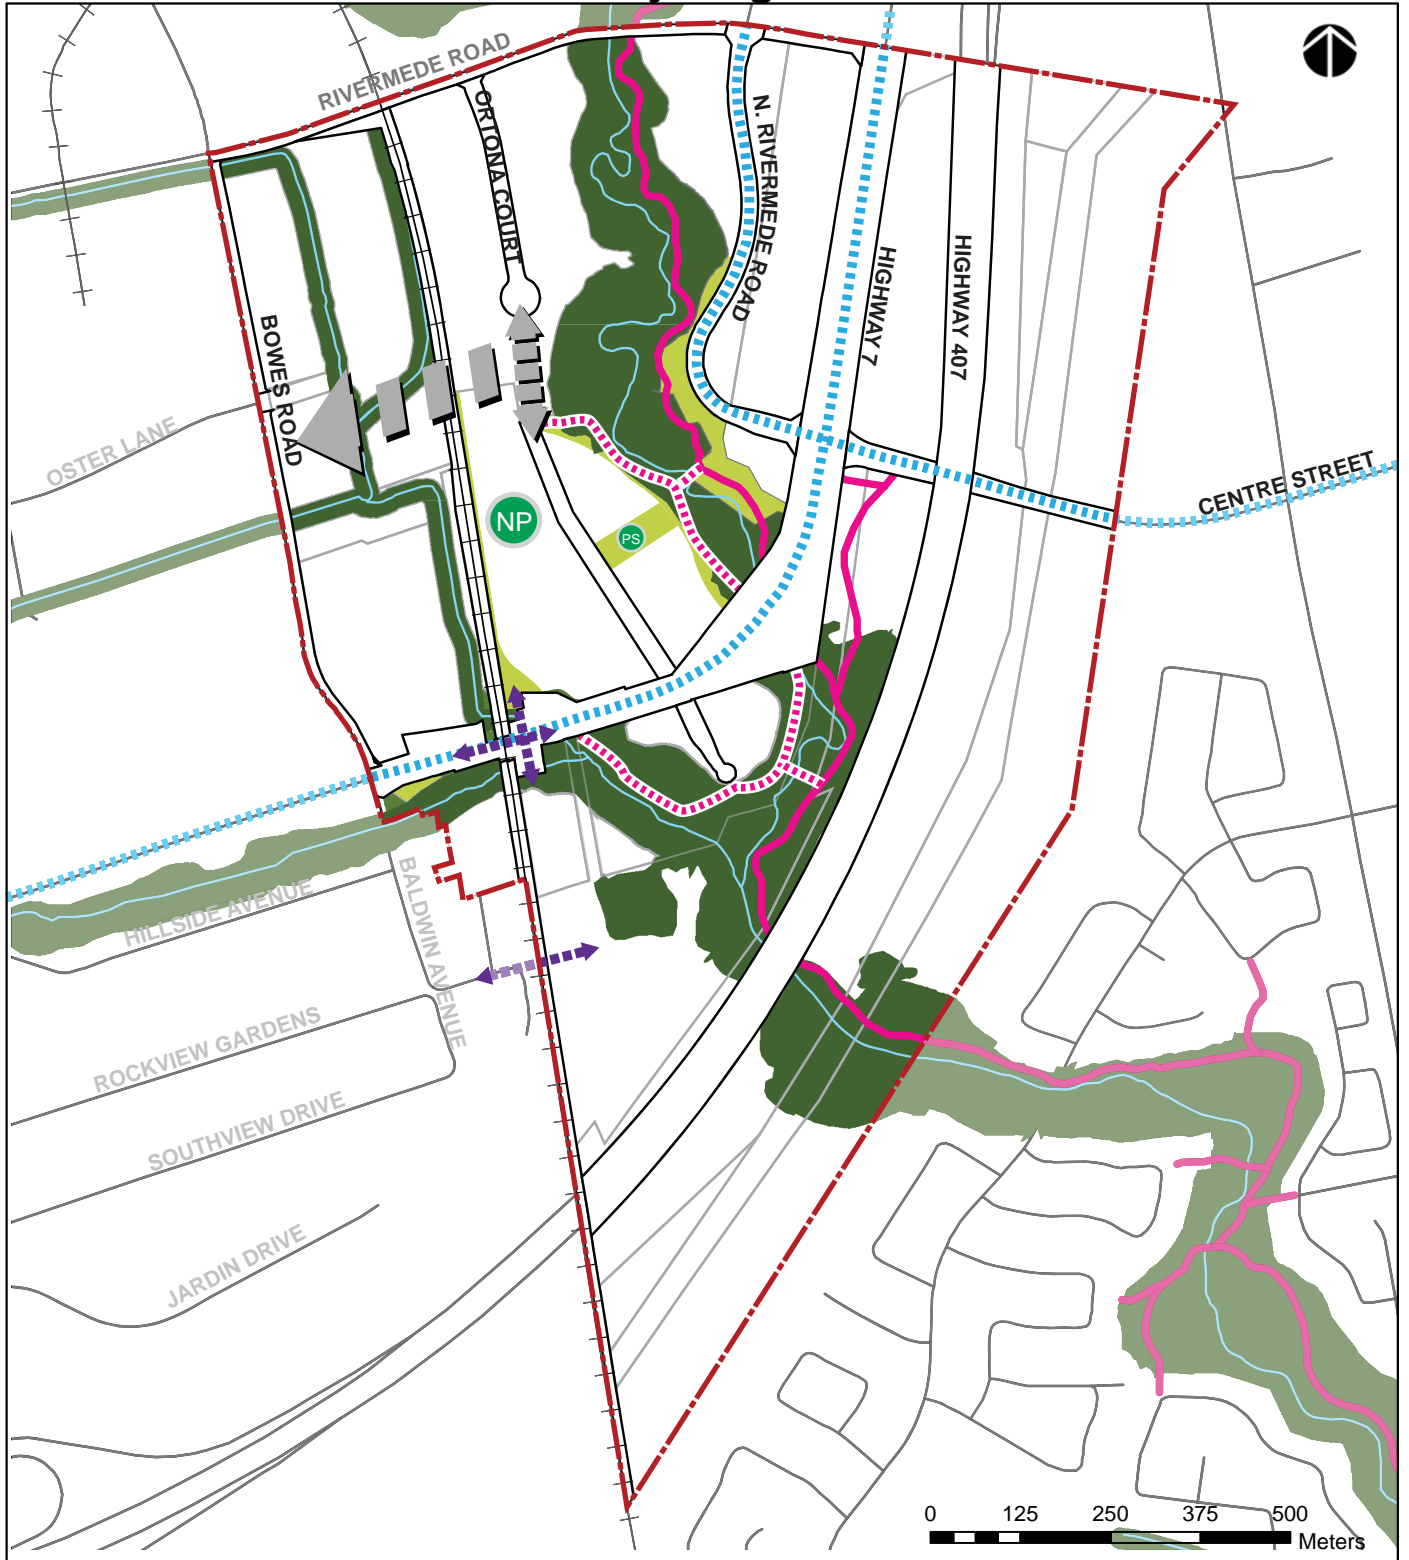 RIVERMEDE ROAD
ORTONA COURT
N. RIVERMEDE ROAD
HIGHWAY 7
HIGHWAY 407
BOWES ROAD
OSTER LANE
CENTRE STREET
NP
PS
HILLSIDE AVENUE
BALDWIN AVENUE
ROCKVIEW GARDENS
SOUTHVIEW DRIVE
JARDIN DRIVE
0 125 250 375 500
Meters